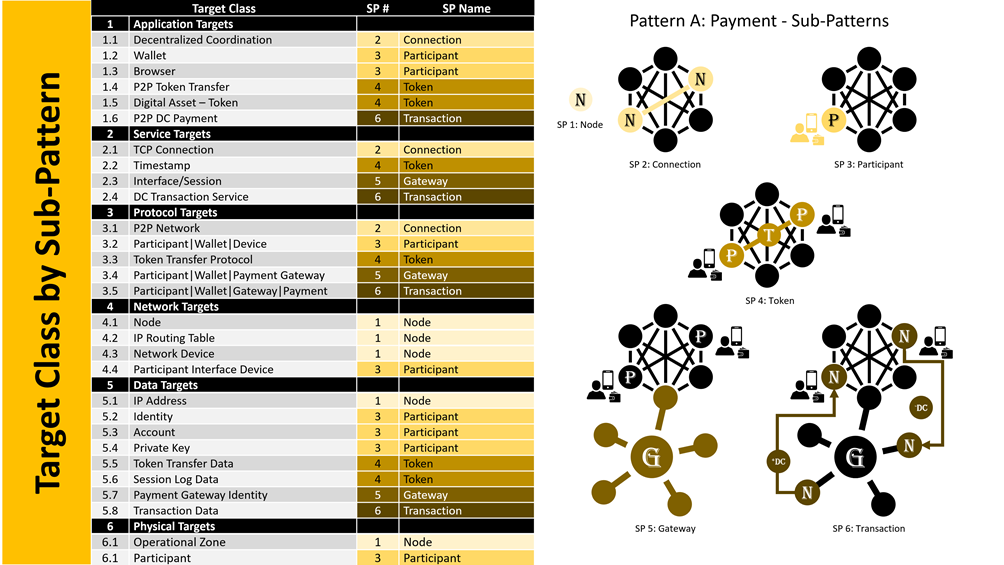 Target Class by Sub-Pattern
Target Class SP # SP Name
1 Application Targets
1.1 Decentralized Coordination 2 Connection
1.2 Wallet 3 Participant
1.3 Browser 3 Participant
1.4 P2P Token Transfer 4 Token
1.5 Digital Asset – Token 4 Token
1.6 P2P DC Payment 6 Transaction
2 Service Targets
2.1 TCP Connection 2 Connection
2.2 Timestamp 4 Token
2.3 Interface/Session 5 Gateway
2.4 DC Transaction Service 6 Transaction
3 Protocol Targets
3.1 P2P Network 2 Connection
3.2 Participant|Wallet|Device 3 Participant
3.3 Token Transfer Protocol 4 Token
3.4 Participant|Wallet|Payment Gateway 5 Gateway
3.5 Participant|Wallet|Gateway|Payment 6 Transaction
4 Network Targets
4.1 Node 1 Node
4.2 IP Routing Table 1 Node
4.3 Network Device 1 Node
4.4 Participant Interface Device 3 Participant
5 Data Targets
5.1 IP Address 1 Node
5.2 Identity 3 Participant
5.3 Account 3 Participant
5.4 Private Key 3 Participant
5.5 Token Transfer Data 4 Token
5.6 Session Log Data 4 Token
5.7 Payment Gateway Identity 5 Gateway
5.8 Transaction Data 6 Transaction
6 Physical Targets
6.1 Operational Zone 1 Node
6.1 Participant 3 Participant
Pattern A: Payment - Sub-Patterns
N
SP 1: Node
N
N
SP 2: Connection
P
SP 3: Participant
P
T
P
SP 4: Token
P
P
G
SP 5: Gateway
N
N
-DC
G
N
+DC
N
SP 6: Transaction